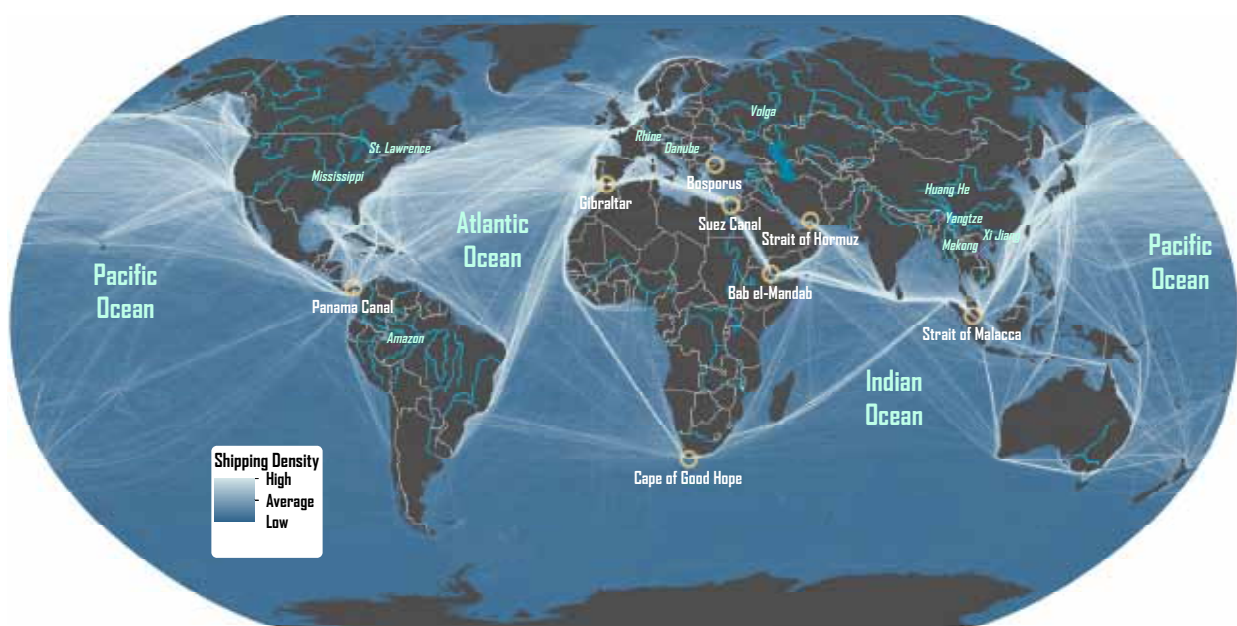 Volga
Rhine
Danube
St. Lawrence
Mississippi
Bosporus
Gibraltar
Huang He
Suez Canal
Strait of Hormuz
Yangtze
Xi Jiang
Mekong
Atlantic
Ocean
Pacific
Ocean
Pacific
Ocean
Bab el-Mandab
Panama Canal
Strait of Malacca
Amazon
Indian
Ocean
Cape of Good Hope
Shipping Density
High
Average
Low